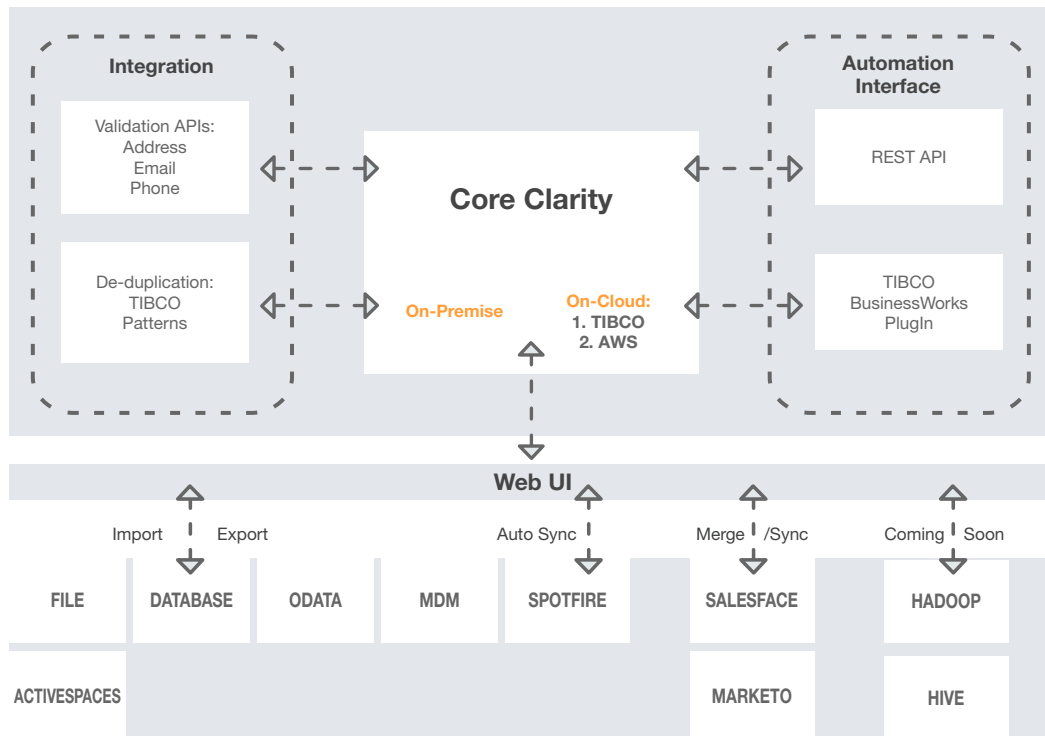 Integration
Validation APIs:
Address
Email
Phone
De-duplication:
TIBCO
Patterns
Core Clarity
On-Premise
On-Cloud:
1. TIBCO
2. AWS
Automation
Interface
REST API
TIBCO
BusinessWorks
PlugIn
Web UI
Import Export
Auto Sync
Merge /Sync
Coming Soon
FILE
DATABASE
ODATA
MDM
SPOTFIRE
SALESFACE
HADOOP
ACTIVESPACES
MARKETO
HIVE